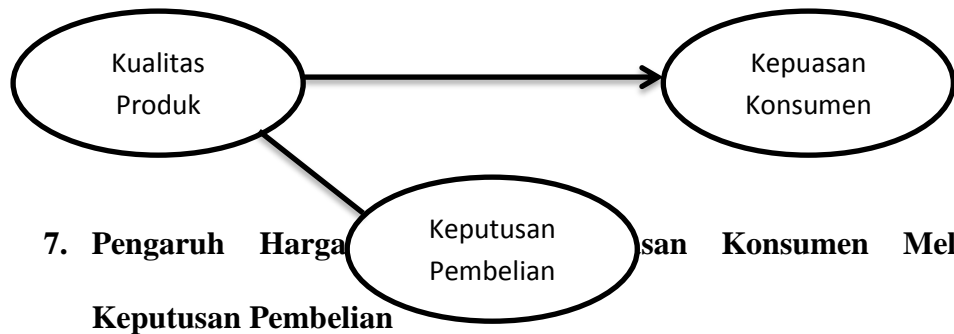 Kualitas
Produk
Kepuasan
Konsumen
Keputusan
Pembelian
7. Pengaruh Harga san Konsumen Mel
Keputusan Pembelian